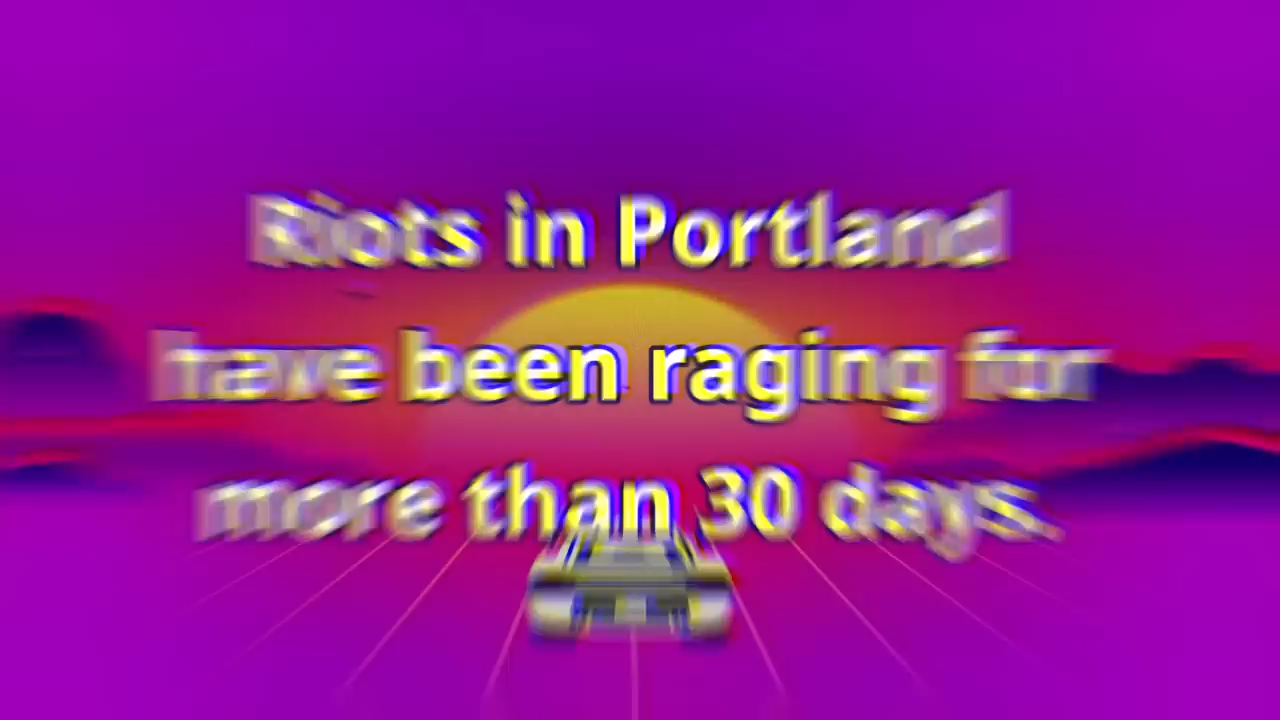 Riots in Portland
have been raging for
more than 30 days.